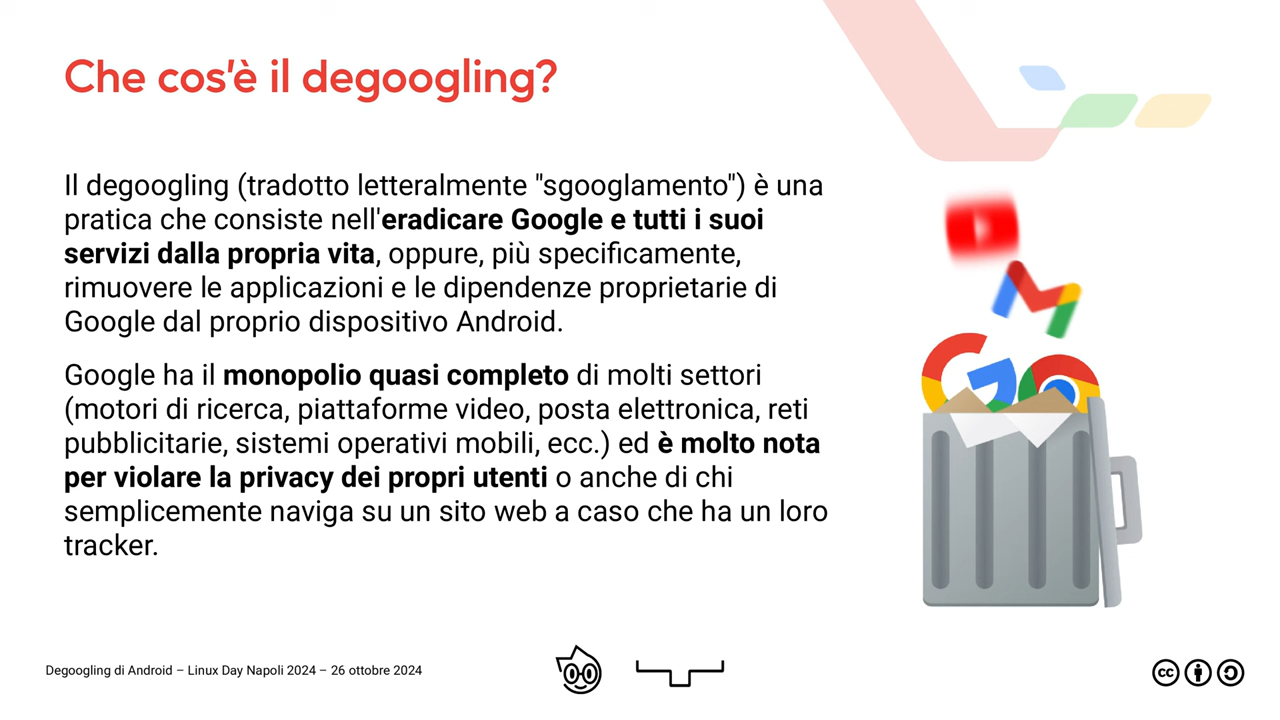 Che cos'è il degoogling?
Il degoogling (tradotto letteralmente "sgooglamento") è una
pratica che consiste nell'eradicare Google e tutti i suoi
servizi dalla propria vita, oppure, più specificamente,
rimuovere le applicazioni e le dipendenze proprietarie di
Google dal proprio dispositivo Android.
Google ha il monopolio quasi completo di molti settori
(motori di ricerca, piattaforme video, posta elettronica, reti
pubblicitarie, sistemi operativi mobili, ecc.) ed è molto nota
per violare la privacy dei propri utenti o anche di chi
semplicemente naviga su un sito web a caso che ha un loro
tracker.
Degoogling di Android – Linux Day Napoli 2024 – 26 ottobre 2024
cc